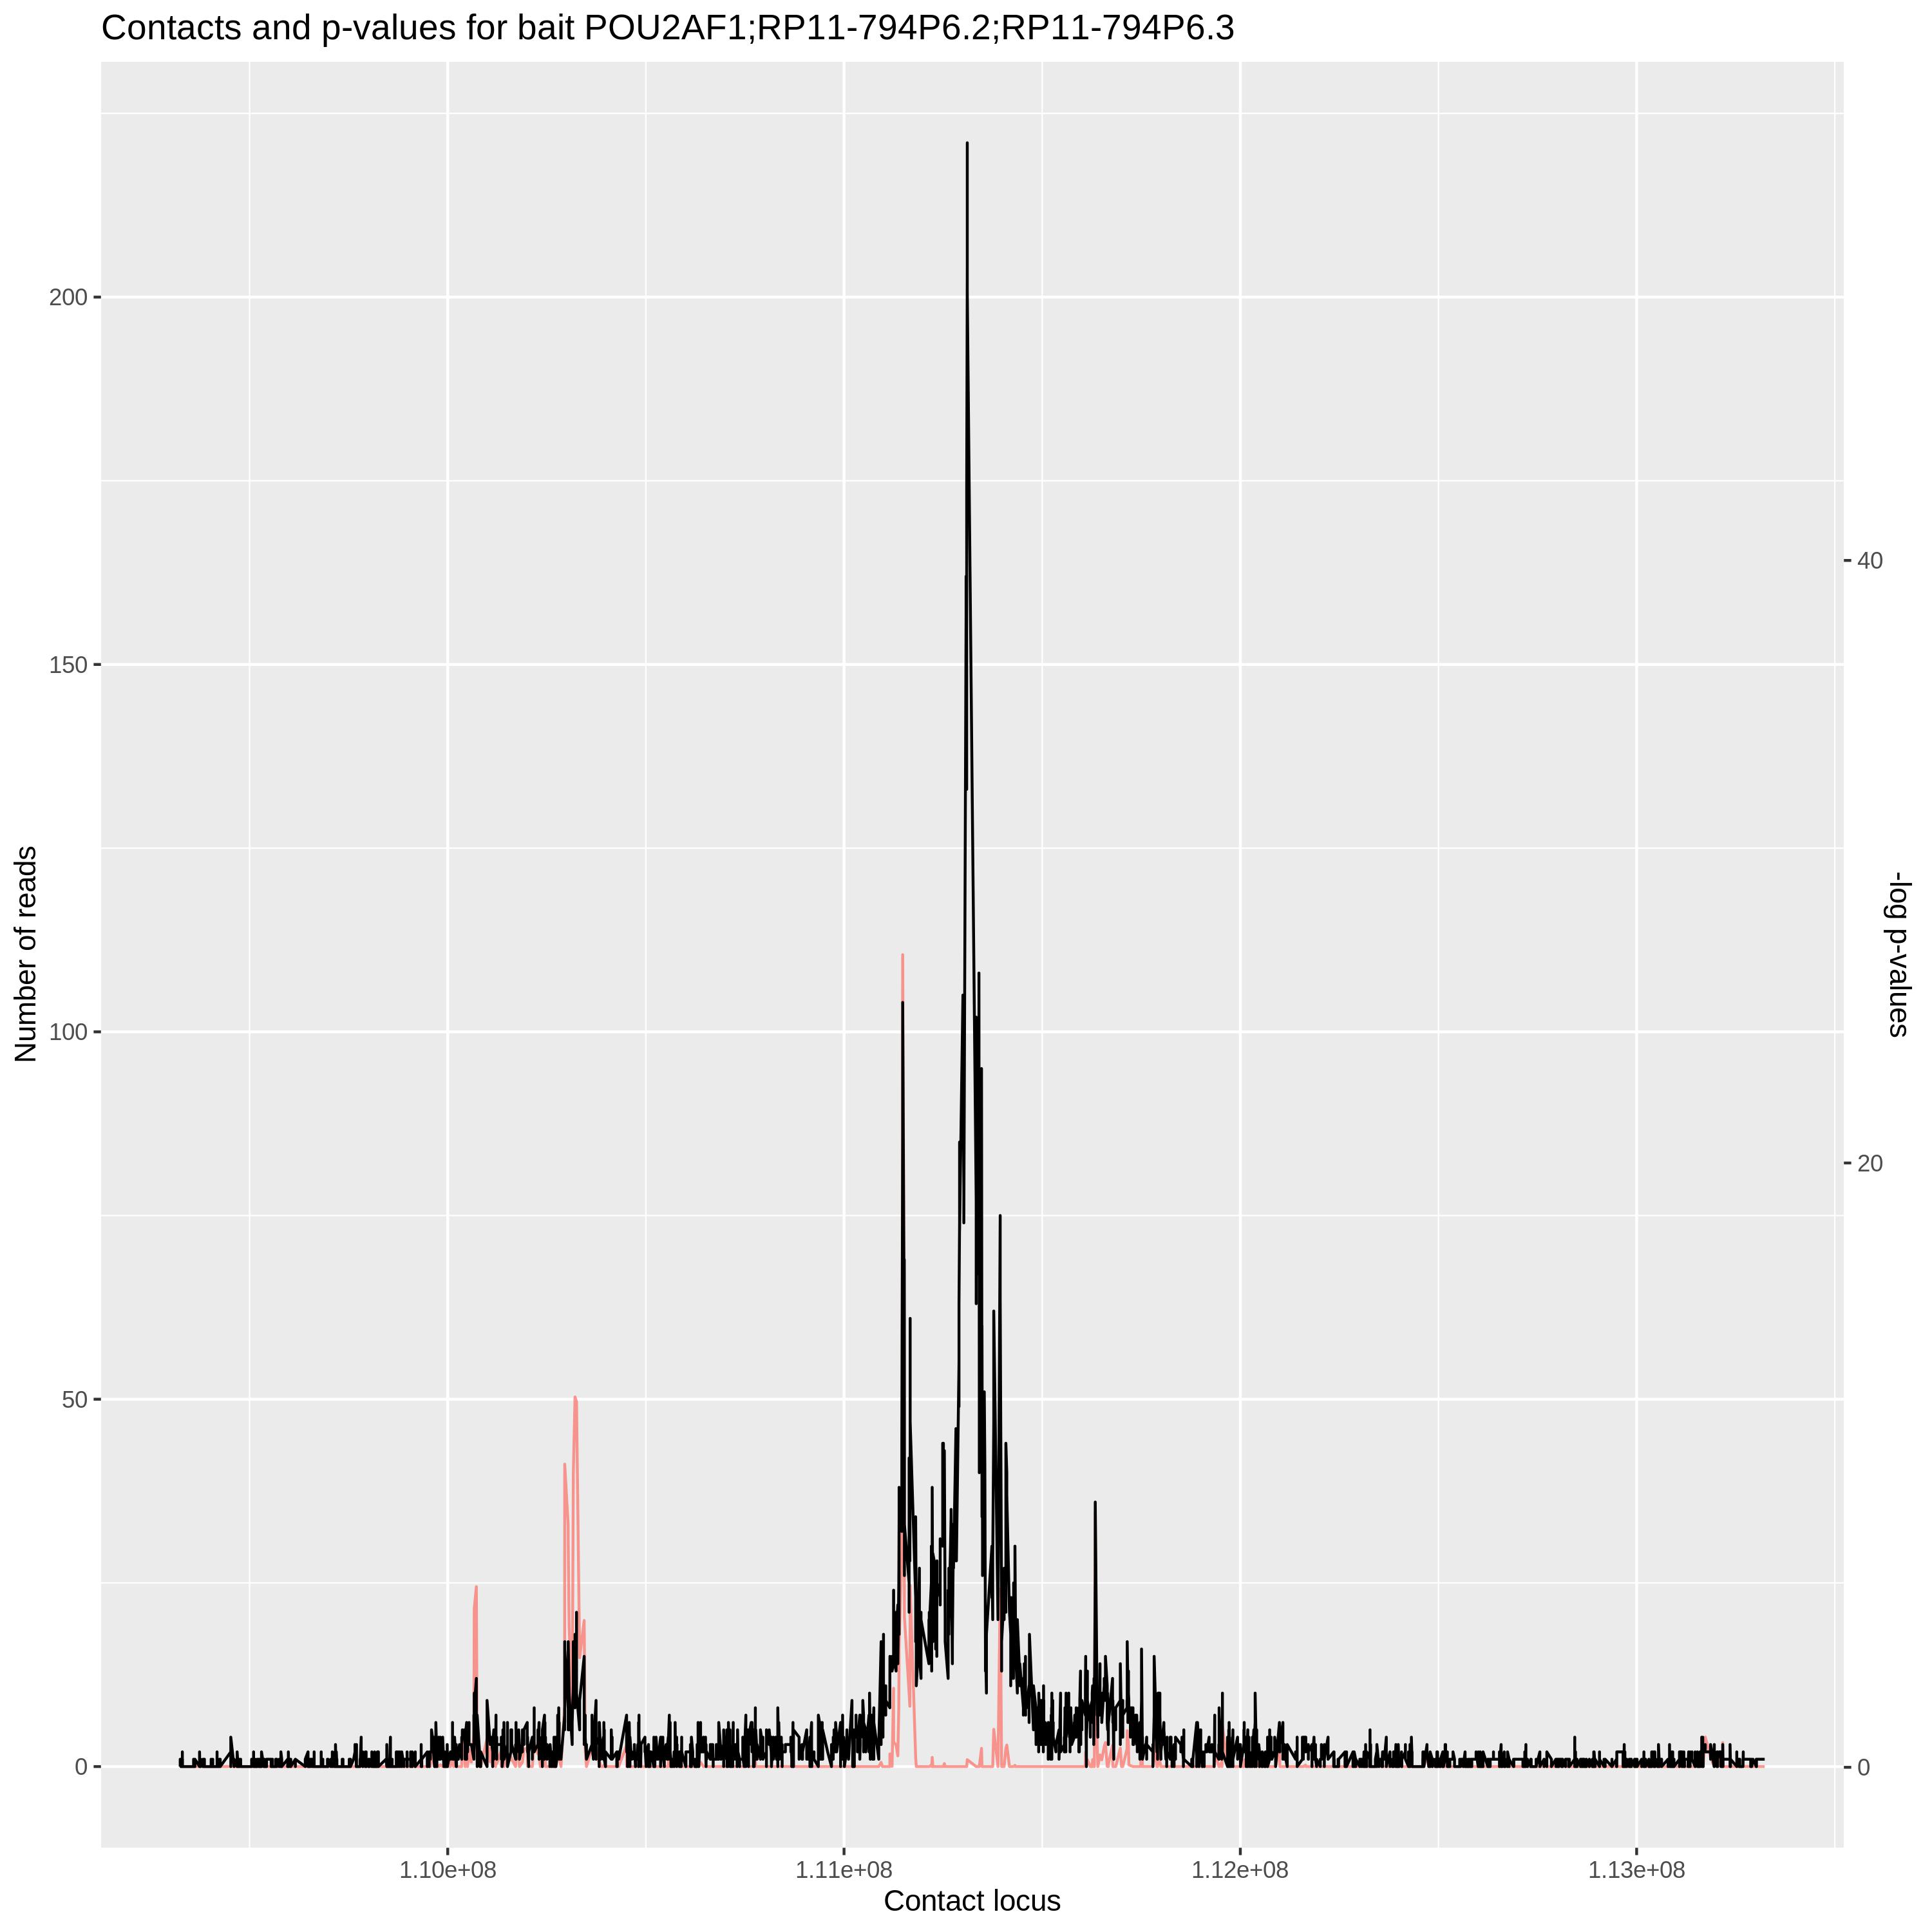 Contacts and p-values for bait POU2AF1;RP11-794P6.2;RP11-794P6.3
200
150
100
50
0
Number of reads
40
20
0
-log p-values
1.10e+08
1.11e+08
1.12e+08
1.13e+08
Contact locus